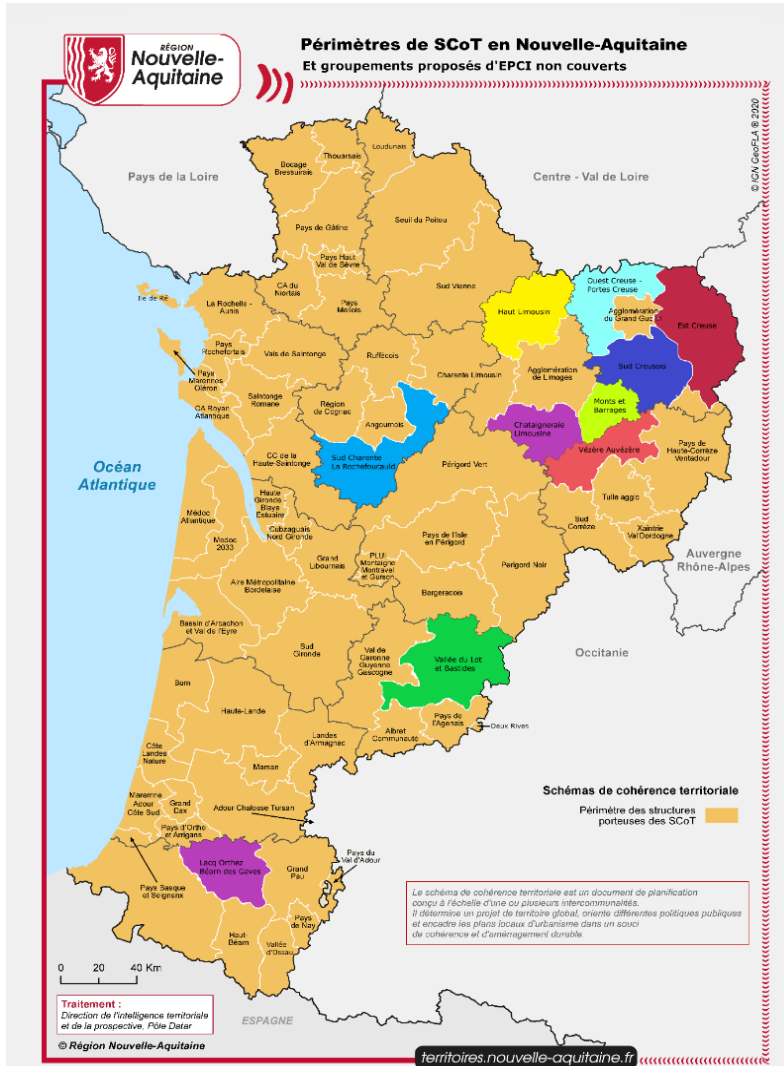 RÉGION
Nouvelle-
Aquitaine
Périmètres de SCoT en Nouvelle-Aquitaine
Et groupements proposés d'EPCI non couverts
© IGN GeoFLA ® 2020
Pays de la Loire
Centre - Val de Loire
Loudunais
Thouarsais
Bocage
Bressuirais
Seuil du Poitou
Pays de Gâtine
Pays Haut
Val de Sèvre
Sud Vienne
Ouest Creuse -
Portes Creuse
Ile de Ré
La Rochelle -
Aunis
CA du
Niortais
Pays
Mellois
Haut Limousin
Agglomération
du Grand Gué
Est Creuse
Pays
Rochefortais
Vals de Saintonge
Ruffécois
Charente Limousin
Agglomération
de Limoges
Sud Creusois
Pays
Marennes
Oléron
Saintonge
Romane
Région
de Cognac
Angoumois
Monts et
Barrages
CA Royan
Atlantique
Chataigneraie
Limousine
Sud Charente
La Rochefoucauld
CC de la
Haute-Saintonge
Périgord Vert
Vézère Auvézère
Pays de
Haute-Corrèze
Ventadour
Océan
Atlantique
Haute
Gironde -
Blaye
Estuaire
Tulle agglo
Médoc
Atlantique
Medoc
2033
Cubzaguais
Nord Gironde
Sud
Corrèze
Xaintrie
Val Dordogne
Pays de l'Isle
en Périgord
Grand
Libournais
PLUi
Montaigne
Montravel
et Gurson
Périgord Noir
Auvergne
Rhône-Alpes
Aire Métropolitaine
Bordelaise
Bergeracois
Bassin d'Arcachon
et Val de l'Eyre
Sud
Gironde
Val de
Garonne
Guyenne
Gascogne
Vallée du Lot
et Bastides
Occitanie
Born
Haute-Lande
Landes
d'Armagnac
Albret
Communauté
Pays de
l'Agenais
Deux Rives
Côte
Landes
Nature
Marsan
Maremne
Adour
Côte Sud
Grand
Dax
Adour Chalosse Tursan
Pays d'Orthe
et Arrigans
Schémas de cohérence territoriale
Périmètre des structures
porteuses des SCoT
Pays du
Val d'Adour
Lacq Orthez
Béarn des Gaves
Grand
Pau
Pays Basque
et Seignanx
Pays
de Nay
Haut-
Béarn
Vallée
d'Ossau
Le schéma de cohérence territoriale est un document de planification
conçu à l'échelle d'une ou plusieurs intercommunalités.
Il détermine un projet de territoire global, oriente différentes politiques publiques
et encadre les plans locaux d'urbanisme dans un souci
de cohérence et d'aménagement durable.
0 20 40 Km
Traitement :
Direction de l'intelligence territoriale
et de la prospective, Pôle Datar
ESPAGNE
© Région Nouvelle-Aquitaine
territoires.nouvelle-aquitaine.fr